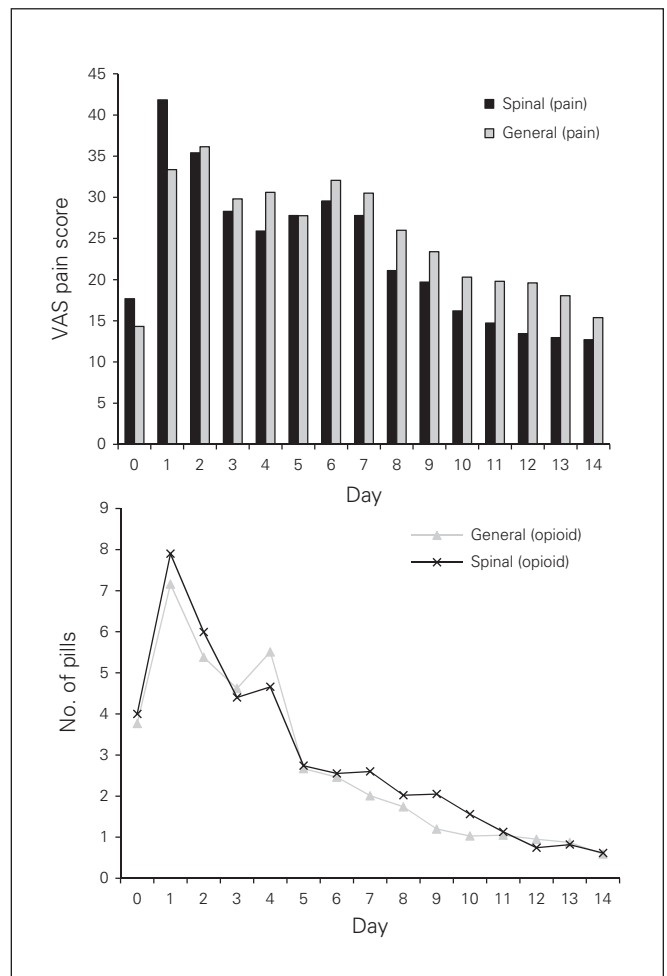 45
40
35
30
25
20
15
10
5
0
VAS pain score
Spinal (pain)
General (pain)
0 1 2 3 4 5 6 7 8 9 10 11 12 13 14
Day
9
8
7
6
5
4
3
2
1
0
No. of pills
General (opioid)
Spinal (opioid)
0 1 2 3 4 5 6 7 8 9 10 11 12 13 14
Day